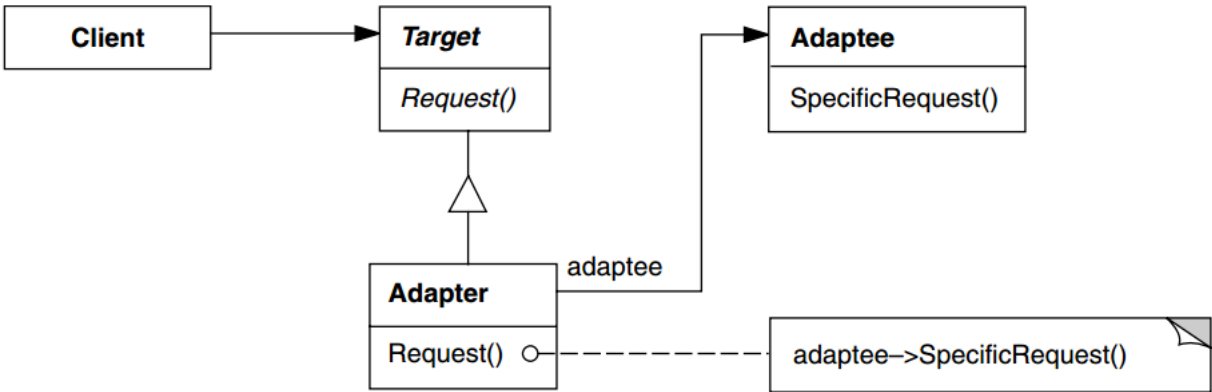 Client
Target
Request()
Adaptee
SpecificRequest()
adaptee
Adapter
Request()
adaptee–>SpecificRequest()